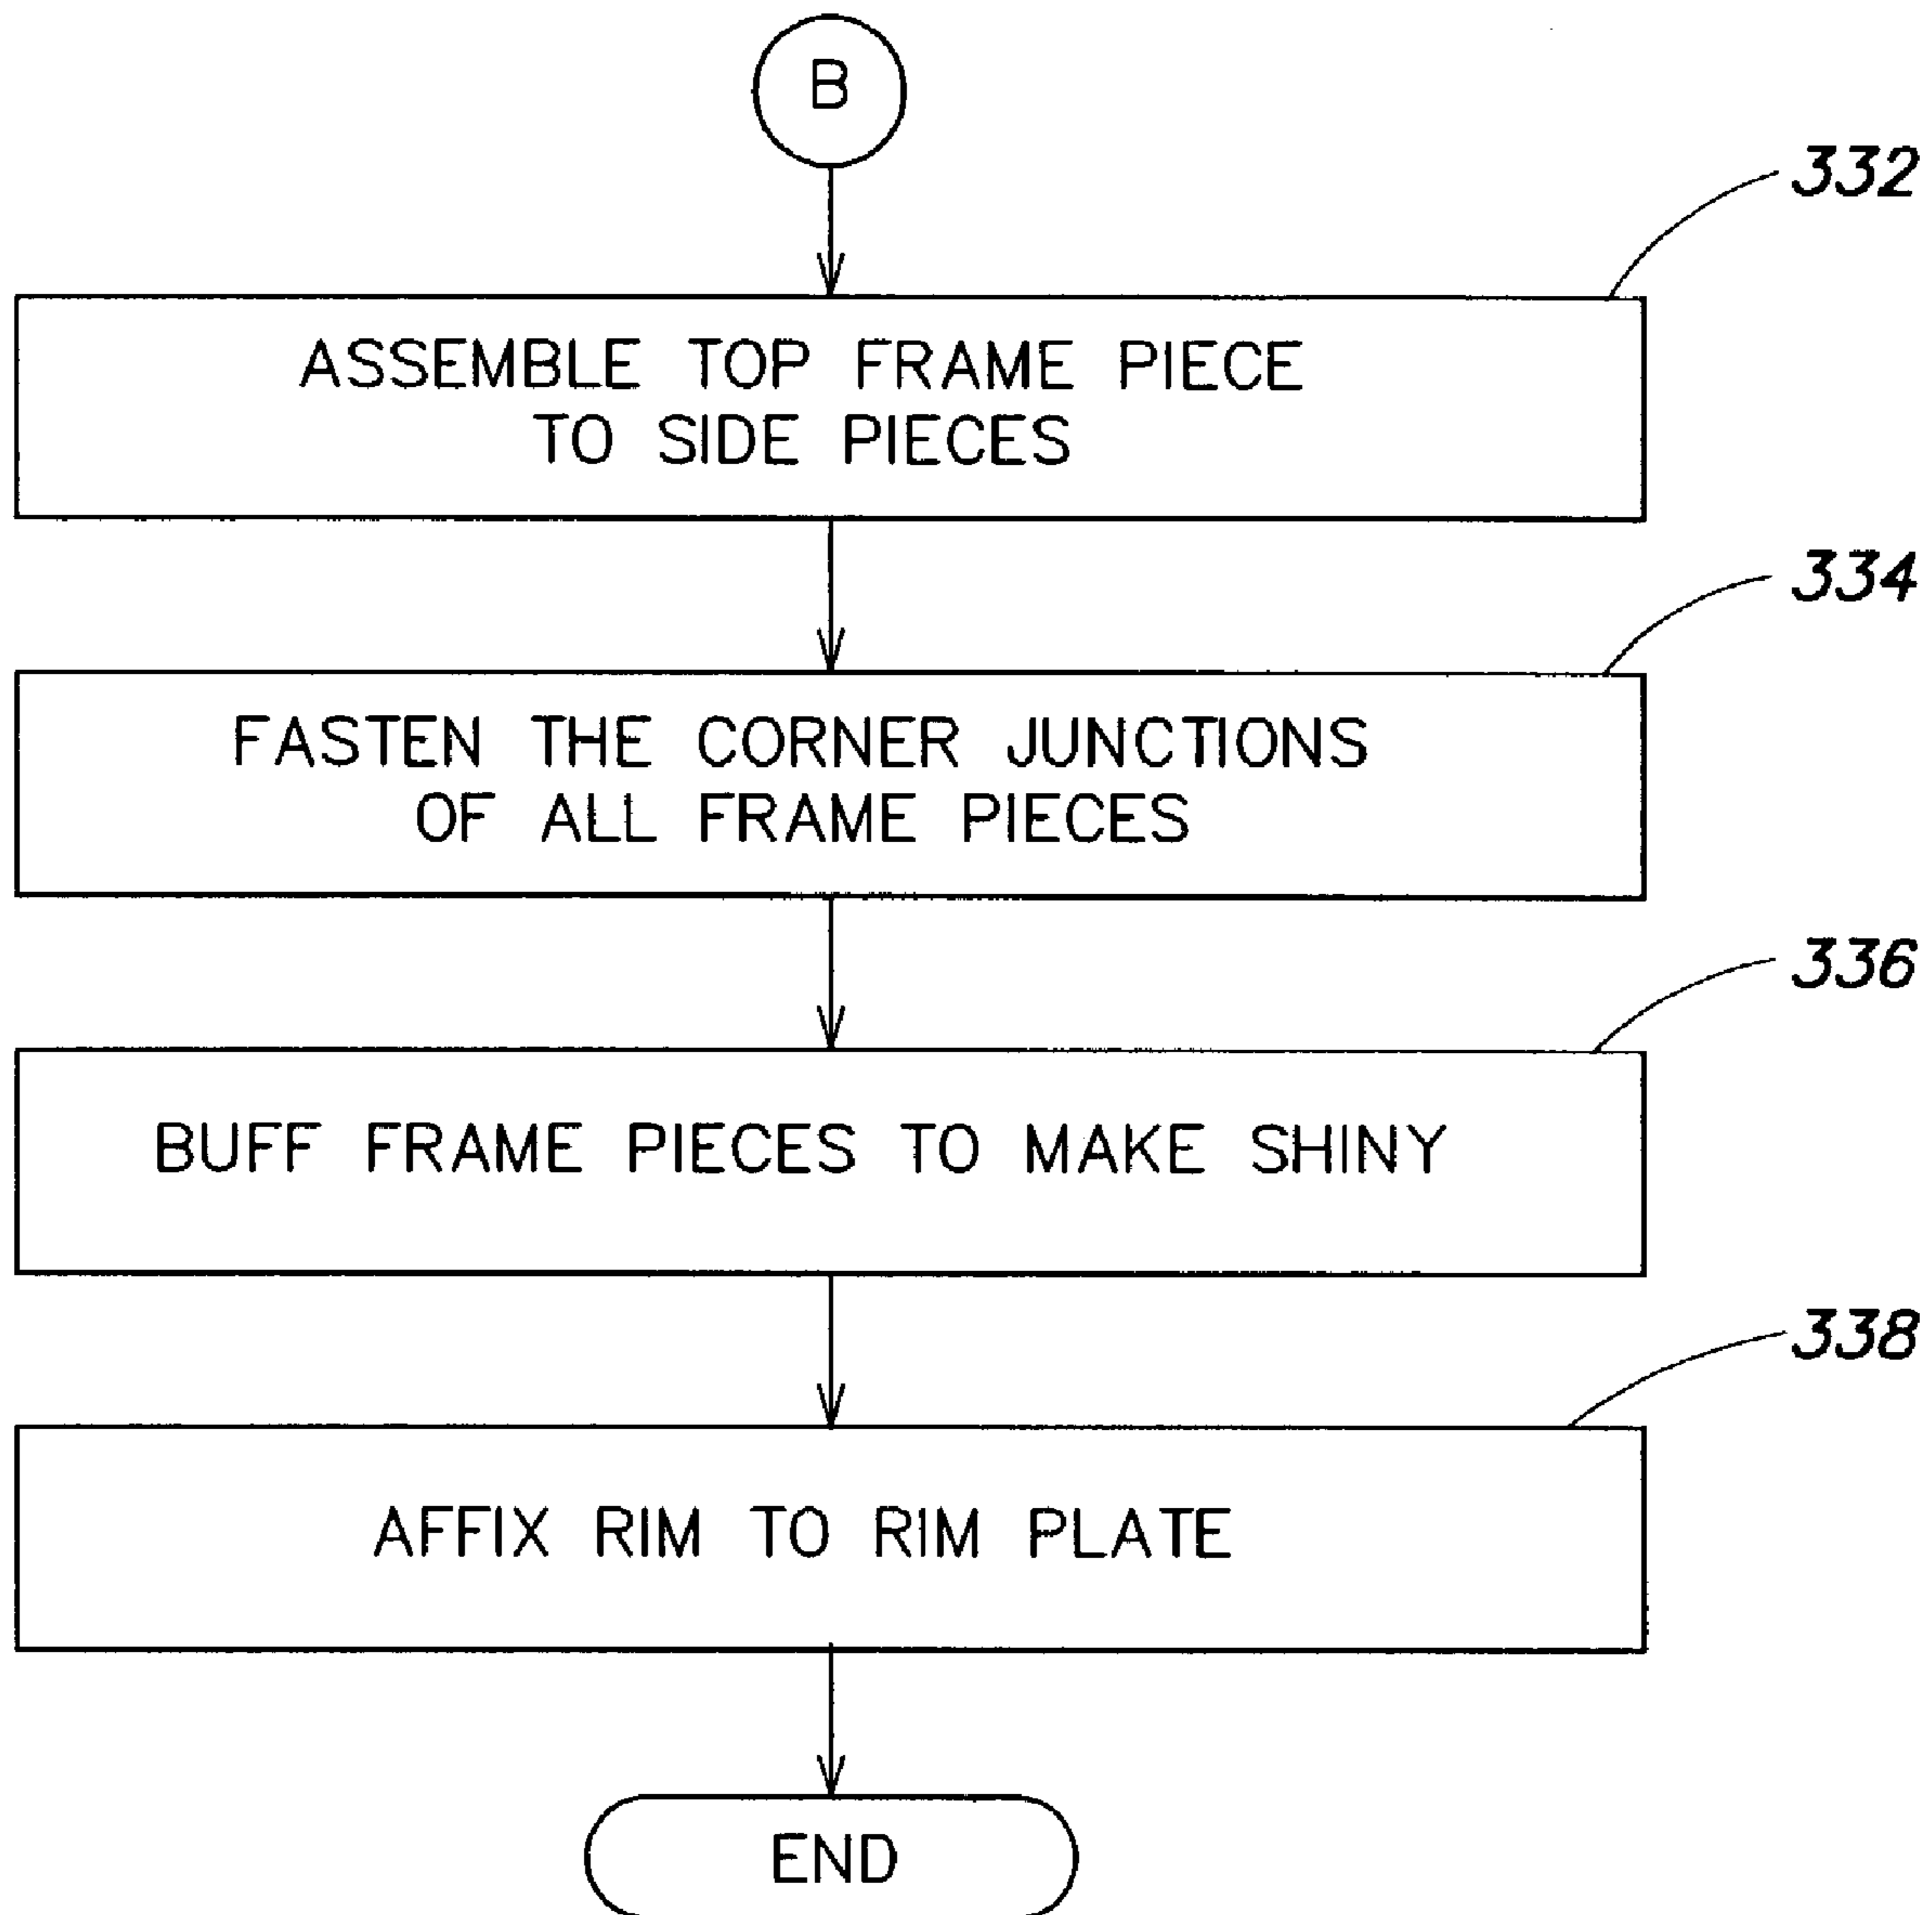 B
332
ASSEMBLE TOP FRAME PIECE
TO SIDE PIECES
334
FASTEN THE CORNER JUNCTIONS
OF ALL FRAME PIECES
336
BUFF FRAME PIECES TO MAKE SHINY
338
AFFIX RIM TO RIM PLATE
END